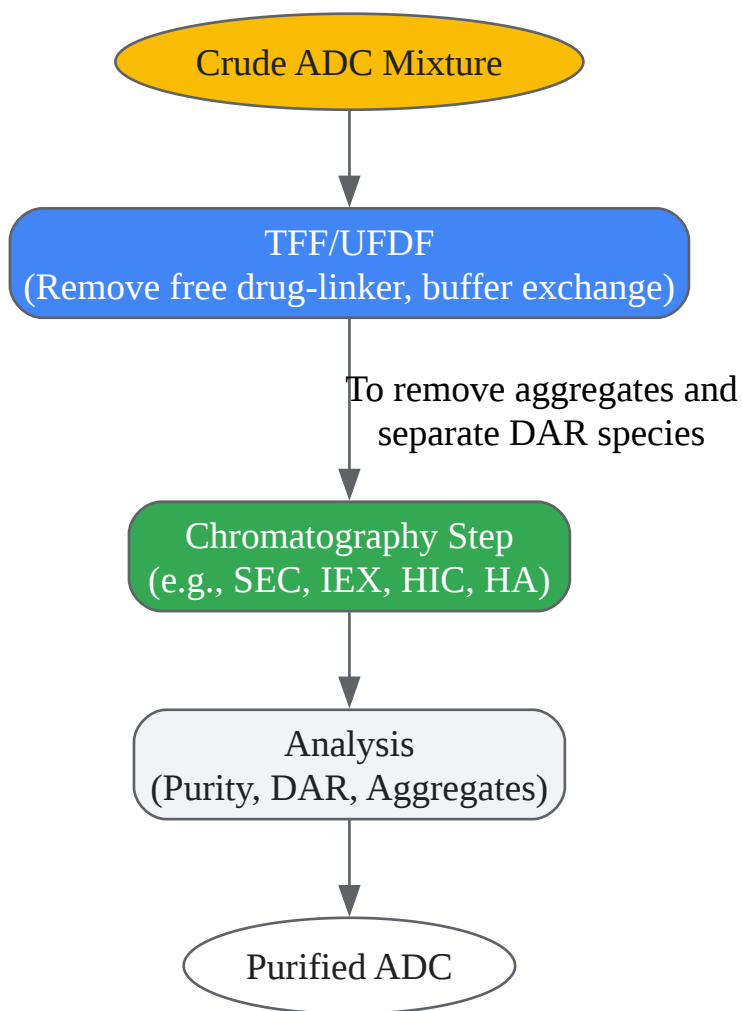 Crude ADC Mixture
TFF/UFDF
(Remove free drug-linker, buffer exchange)
To remove aggregates and
separate DAR species
Chromatography Step
(e.g., SEC, IEX, HIC, HA)
Analysis
(Purity, DAR, Aggregates)
Purified ADC